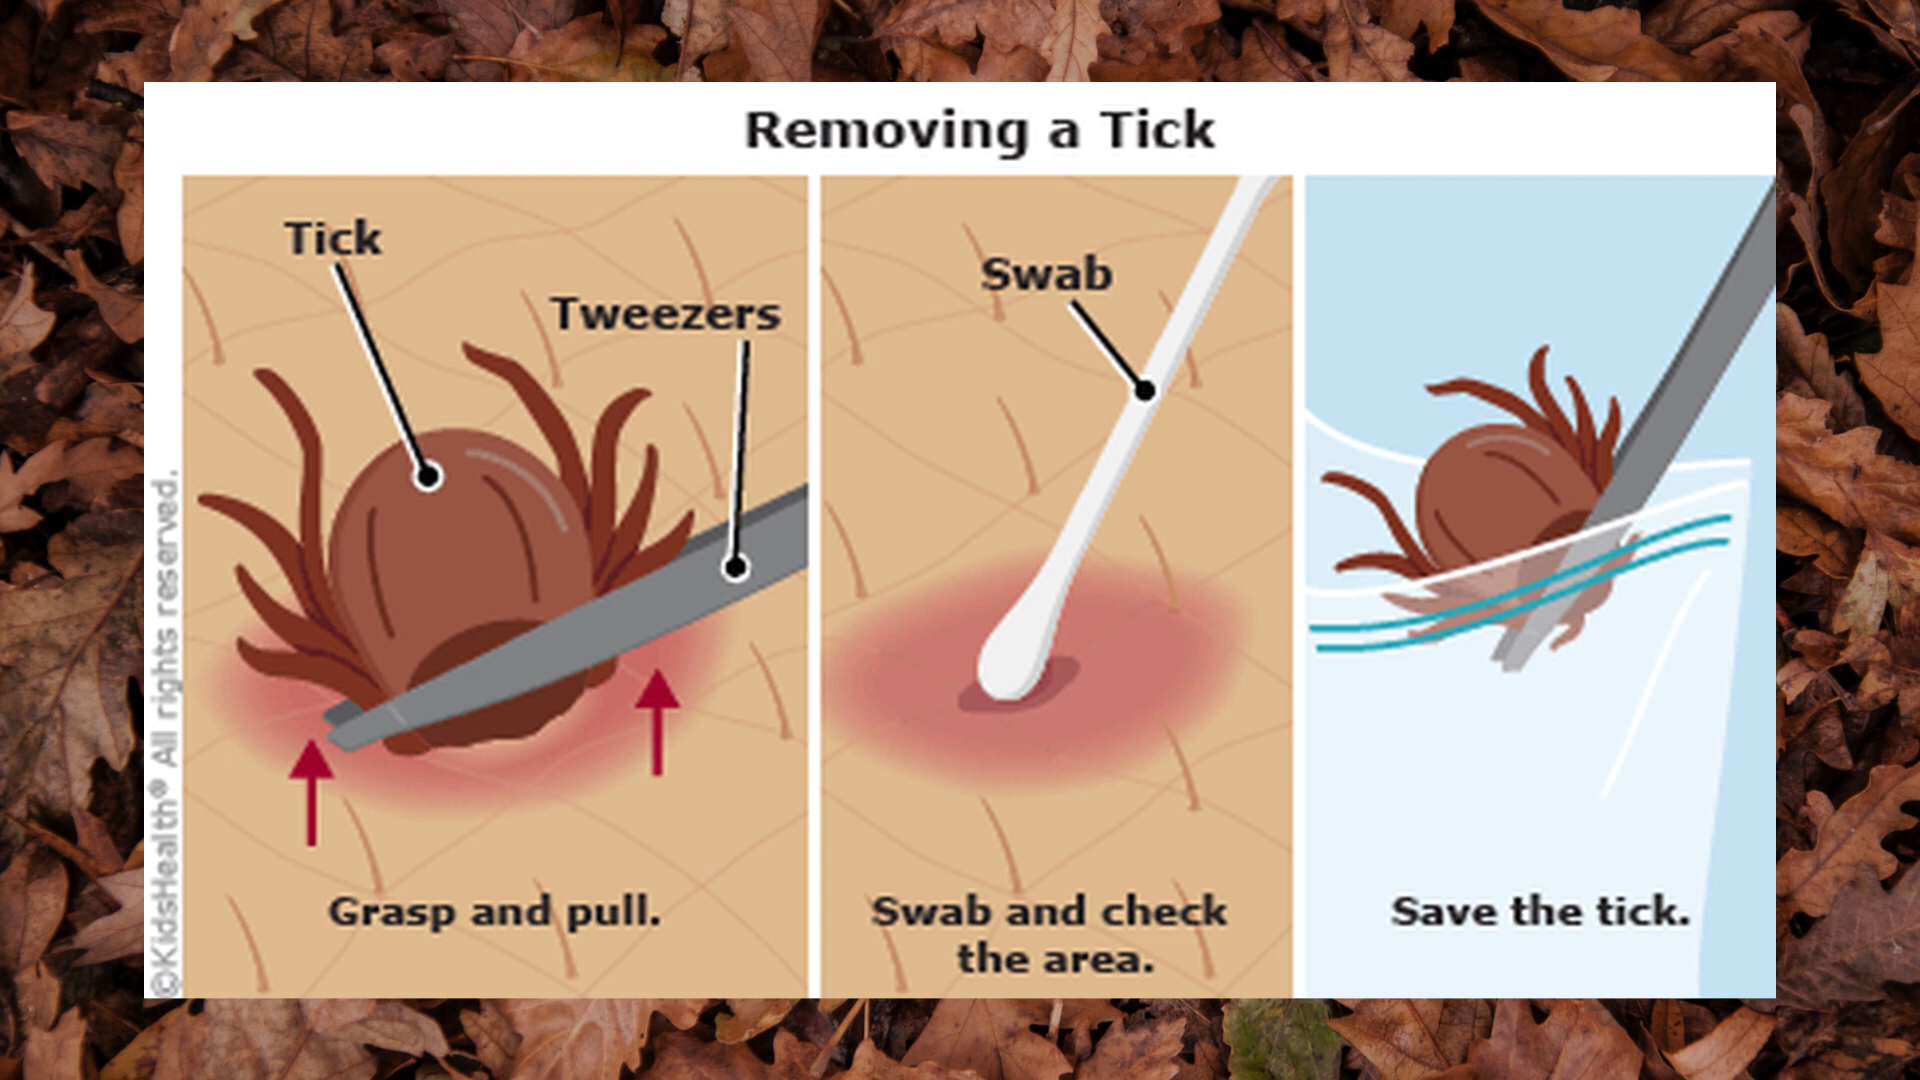 Removing a Tick
Tick
Tweezers
Grasp and pull.
Swab
Swab and check
the area.
Save the tick.
©KidsHealth® All rights reserved.